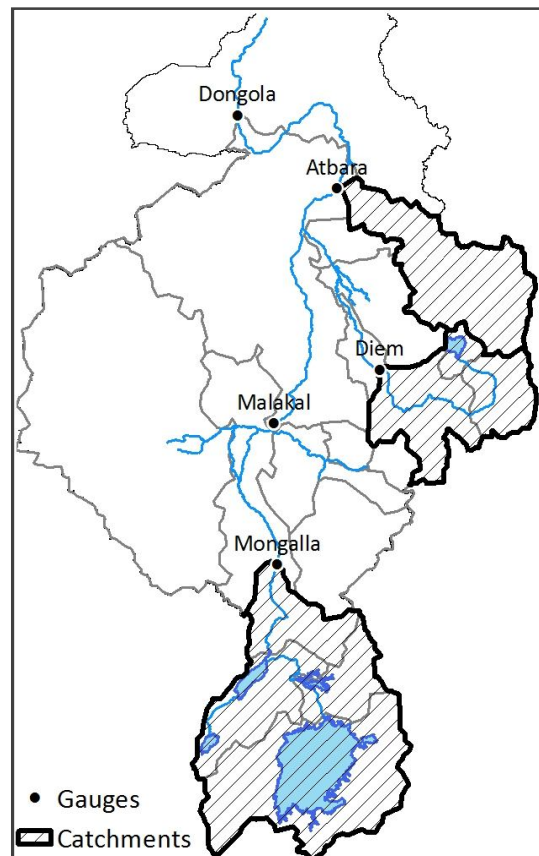 Dongola
Atbara
Diem
Malakal
Mongalla
Gauges
Catchments